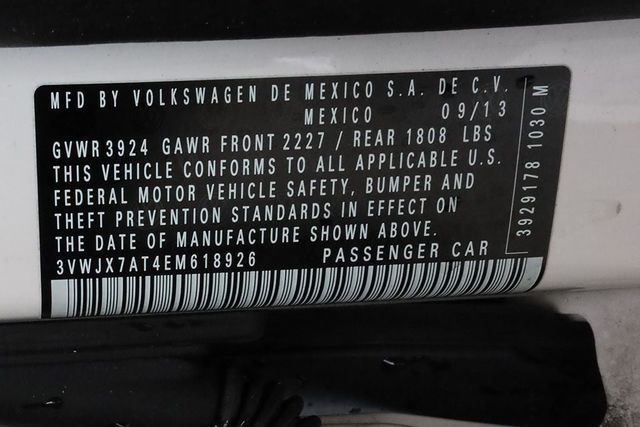 MFD BY VOLKSWAGEN DE MEXICO S.A. DE C.V.
MEXICO 09/13
GVWR 3924 GAWR FRONT 2227 / REAR 1808 LBS
THIS VEHICLE CONFORMS TO ALL APPLICABLE U.S.
FEDERAL MOTOR VEHICLE SAFETY, BUMPER AND
THEFT PREVENTION STANDARDS IN EFFECT ON
THE DATE OF MANUFACTURE SHOWN ABOVE.
3VWJX7AT4EM618926 PASSENGER CAR
3929178 1030 M